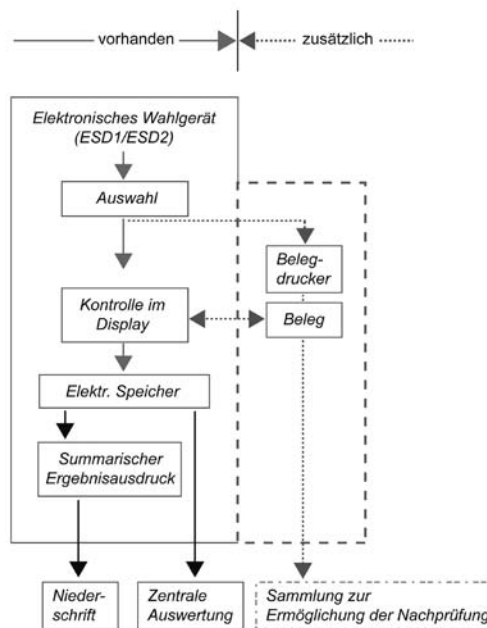 vorhanden
zusätzlich
Elektronisches Wahlgerät
(ESD1/ESD2)
Auswahl
Beleg-
drucker
Kontrolle im
Display
Beleg
Elektr. Speicher
Summarischer
Ergebnisausdruck
Nieder-
schrift
Zentrale
Auswertung
Sammlung zur
Ermöglichung der Nachprüfung